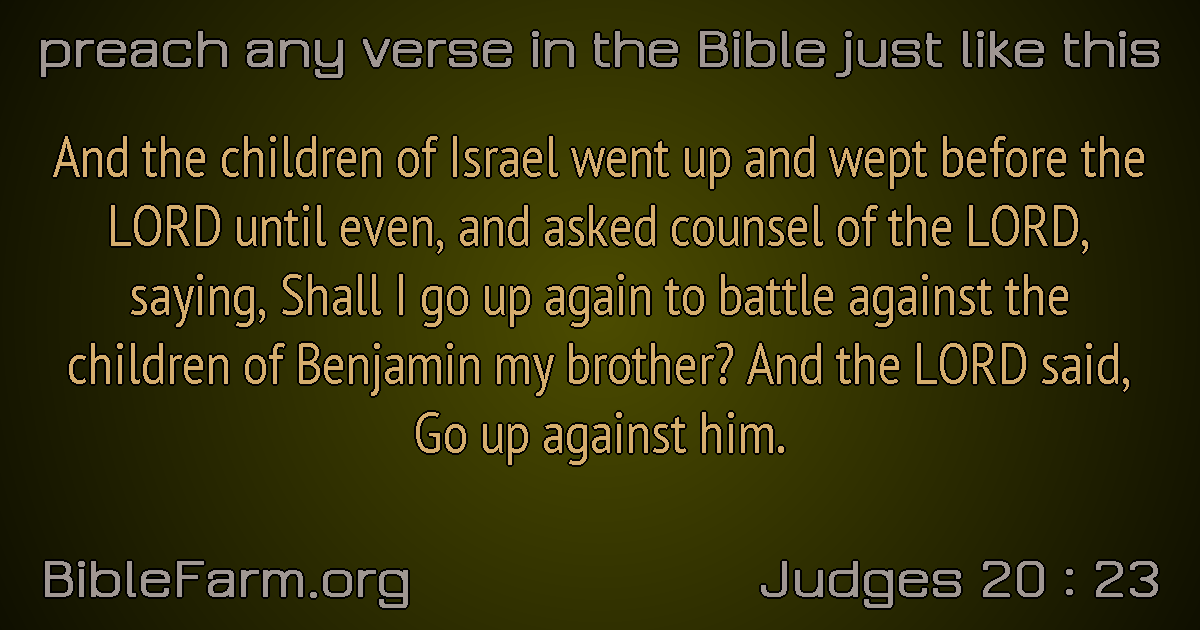 preach any verse in the Bible just like this
And the children of Israel went up and wept before the
LORD until even, and asked counsel of the LORD,
saying, Shall I go up again to battle against the
children of Benjamin my brother? And the LORD said,
Go up against him.
BibleFarm.org
Judges 20 : 23